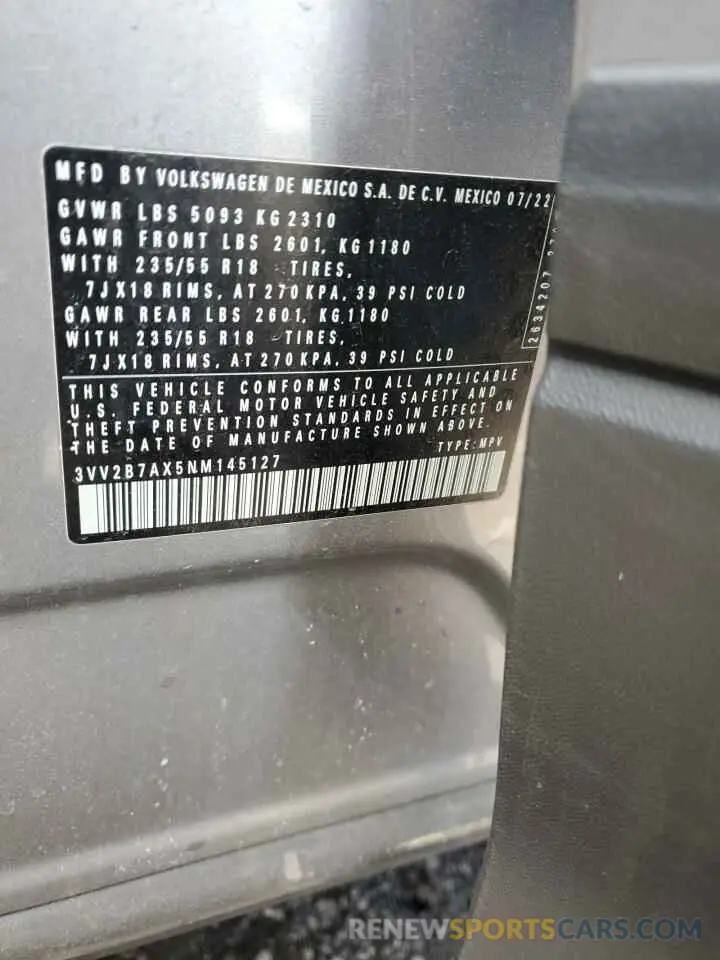 MFD BY VOLKSWAGEN DE MEXICO S.A. DE C.V. MEXICO 07/22
GVWR LBS 5093 KG 2310
GAWR FRONT LBS 2601, KG 1180
WITH 235/55 R18 - TIRES,
7JX18 RIMS, AT 270 KPA, 39 PSI COLD
GAWR REAR LBS 2601, KG 1180
WITH 235/55 R18 - TIRES,
7JX18 RIMS, AT 270 KPA, 39 PSI COLD
2634207
THIS VEHICLE CONFORMS TO ALL APPLICABLE
U.S. FEDERAL MOTOR VEHICLE SAFETY AND
THEFT PREVENTION STANDARDS IN EFFECT ON
THE DATE OF MANUFACTURE SHOWN ABOVE.
3VV2B7AX5NM145127 TYPE: MPV
RENEWSPORTSCARS.COM